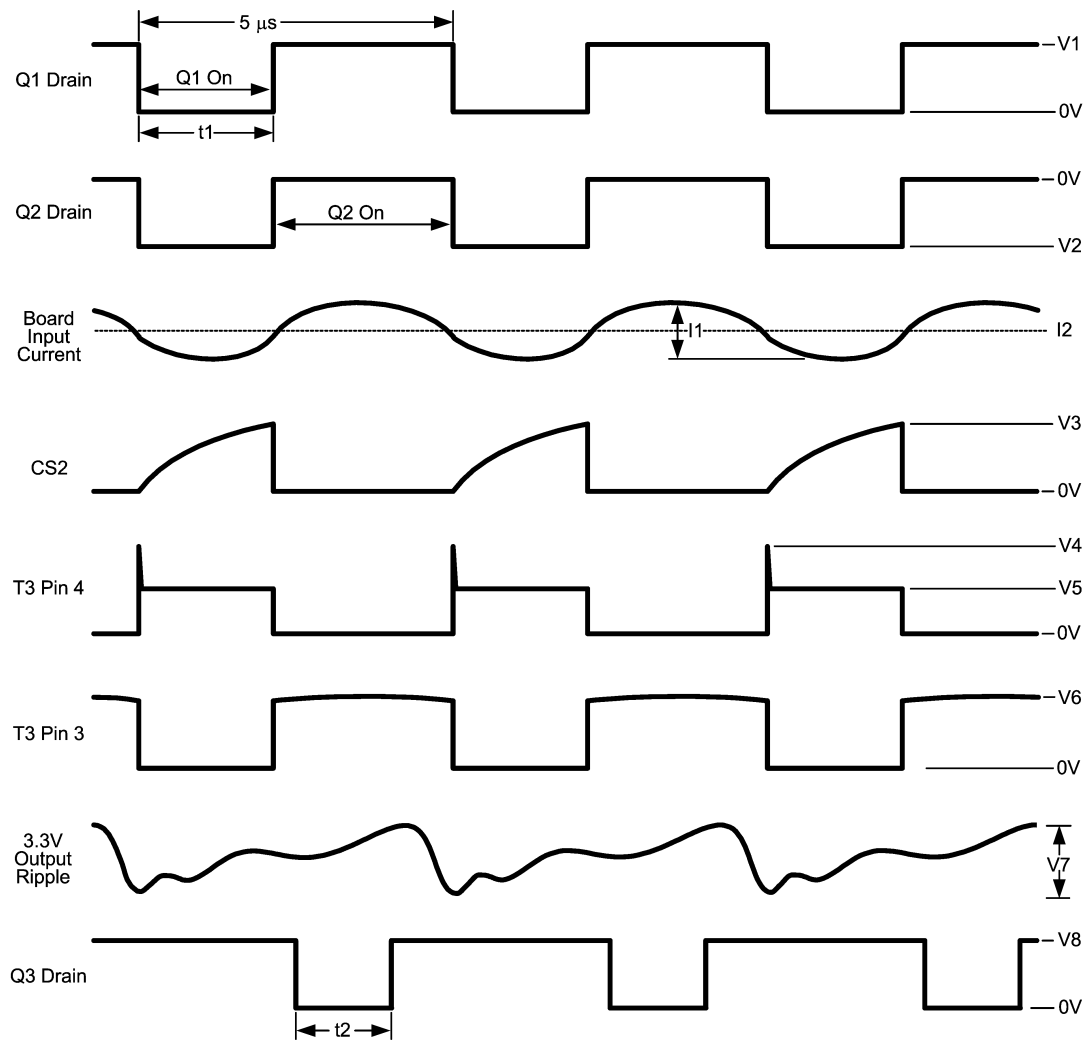 5 μs
V1
Q1 Drain
Q1 On
0V
t1
0V
Q2 Drain
Q2 On
V2
Board
Input
Current
I1
I2
V3
CS2
0V
V4
T3 Pin 4
V5
0V
V6
T3 Pin 3
0V
3.3V
Output
Ripple
V7
V8
Q3 Drain
0V
t2